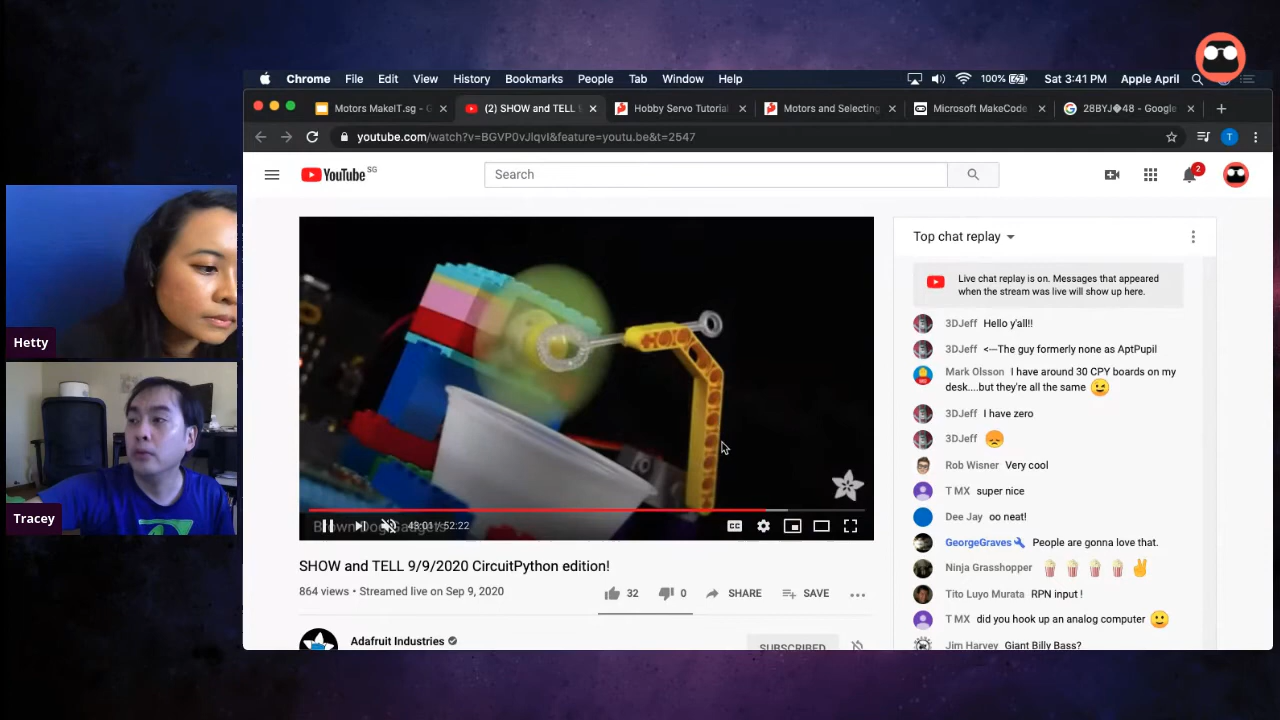 Chrome File Edit View History Bookmarks People Tab Window Help 100% Sat 3:41 PM Apple April
Motors MakeIT.sg - G
(2) SHOW and TELL 9
Hobby Servo Tutorial
Motors and Selecting
Microsoft MakeCode
28BYJ�48 - Google
youtube.com/watch?v=BGVP0vJlqvI&feature=youtu.be&t=2547
T
YouTube SG
Search
2
Hetty
Tracey
Brown Dog Gadgets
43:01 / 52:22
CC
SHOW and TELL 9/9/2020 CircuitPython edition!
864 views • Streamed live on Sep 9, 2020
32 0 SHARE SAVE
Adafruit Industries
SUBSCRIBED
Top chat replay
Live chat replay is on. Messages that appeared
when the stream was live will show up here.
3DJeff Hello y'all!!
3DJeff <---The guy formerly none as AptPupil
Mark Olsson I have around 30 CPY boards on my
desk....but they're all the same
3DJeff I have zero
3DJeff
Rob Wisner Very cool
T MX super nice
Dee Jay oo neat!
GeorgeGraves People are gonna love that.
Ninja Grasshopper
Tito Luyo Murata RPN input !
T MX did you hook up an analog computer
Jim Harvey Giant Billy Bass?